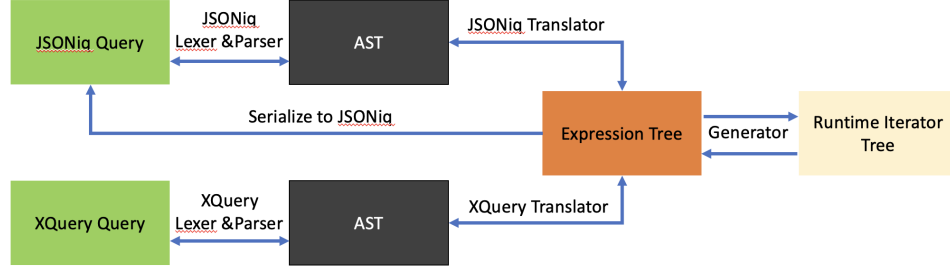 JSONiq Query
JSONiq
Lexer &Parser
AST
JSONiq Translator
Serialize to JSONiq
Expression Tree
Generator
Runtime Iterator
Tree
XQuery Query
XQuery
Lexer &Parser
AST
XQuery Translator